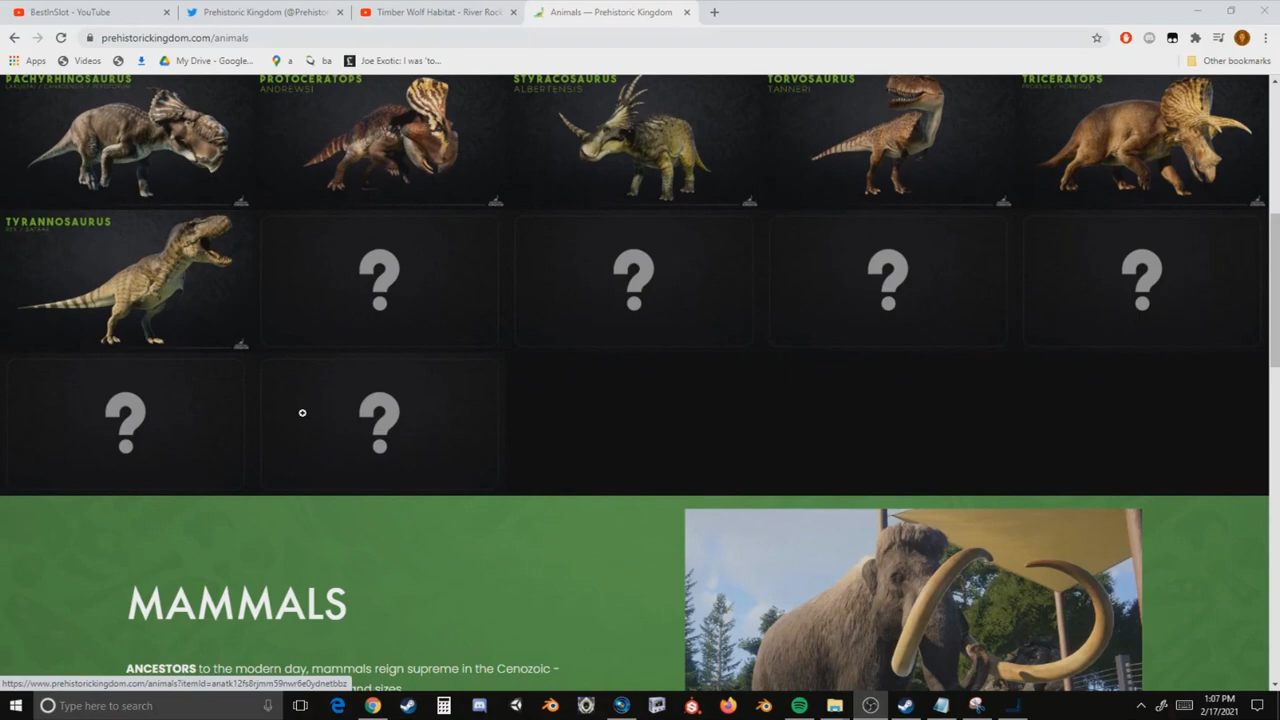 BestInSlot - YouTube
Prehistoric Kingdom (@Prehistor
Timber Wolf Habitat - River Rock
Animals — Prehistoric Kingdom
prehistorickingdom.com/animals
Apps
Videos
My Drive - Google...
a
ba
Joe Exotic: I was 'to...
Other bookmarks
PACHYRHINOSAURUS
PROTOCERATOPS
ANDREWSI
STYRACOSAURUS
ALBERTENSIS
TORVOSAURUS
TANNERI
TRICERATOPS
TYRANNOSAURUS
MAMMALS
ANCESTORS to the modern day, mammals reign supreme in the Cenozoic -
https://www.prehistorickingdom.com/animals?itemId=anatk12fs8rjmm59nwr6e0ydnetbbz
and sizes
Type here to search
1:07 PM
2/17/2021